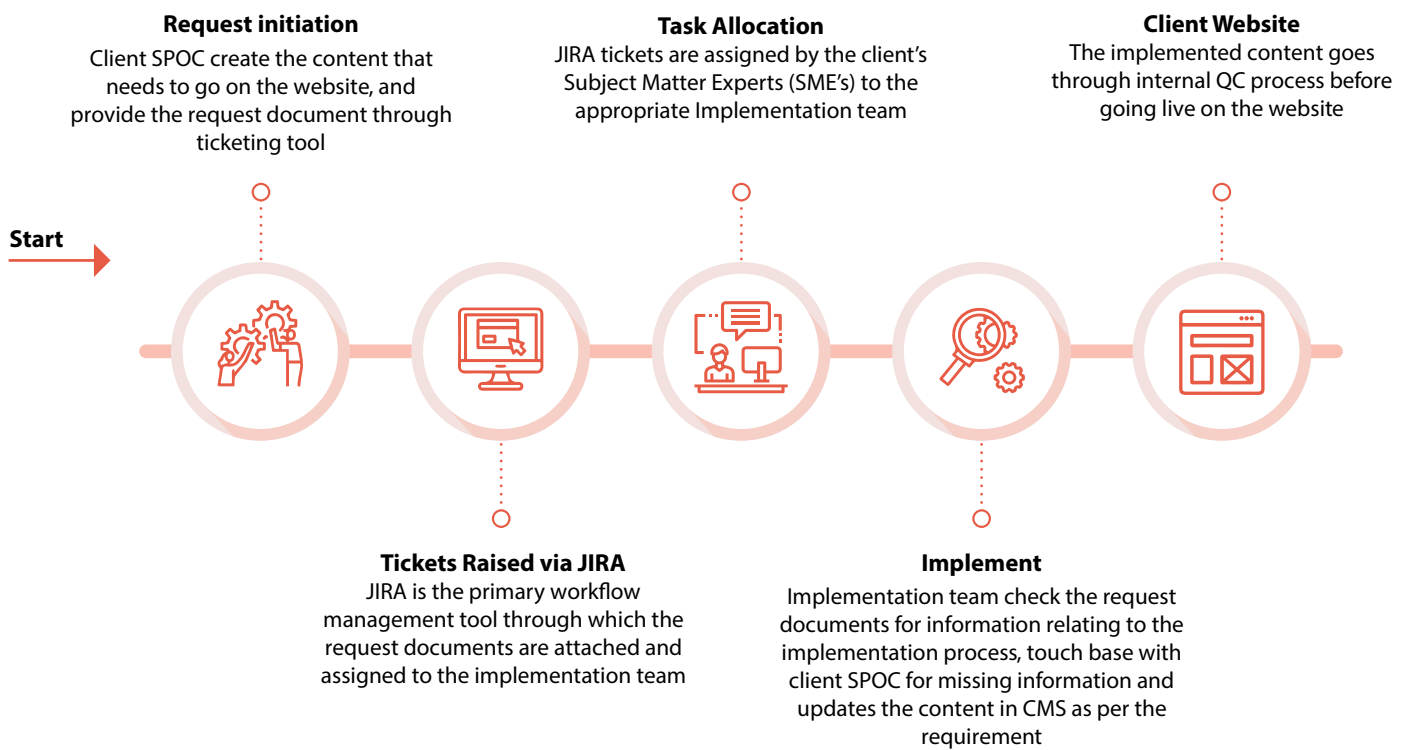 Start
Request initiation
Client SPOC create the content that
needs to go on the website, and
provide the request document through
ticketing tool
Tickets Raised via JIRA
JIRA is the primary workflow
management tool through which the
request documents are attached and
assigned to the implementation team
Task Allocation
JIRA tickets are assigned by the client’s
Subject Matter Experts (SME’s) to the
appropriate Implementation team
Implement
Implementation team check the request
documents for information relating to the
implementation process, touch base with
client SPOC for missing information and
updates the content in CMS as per the
requirement
Client Website
The implemented content goes
through internal QC process before
going live on the website